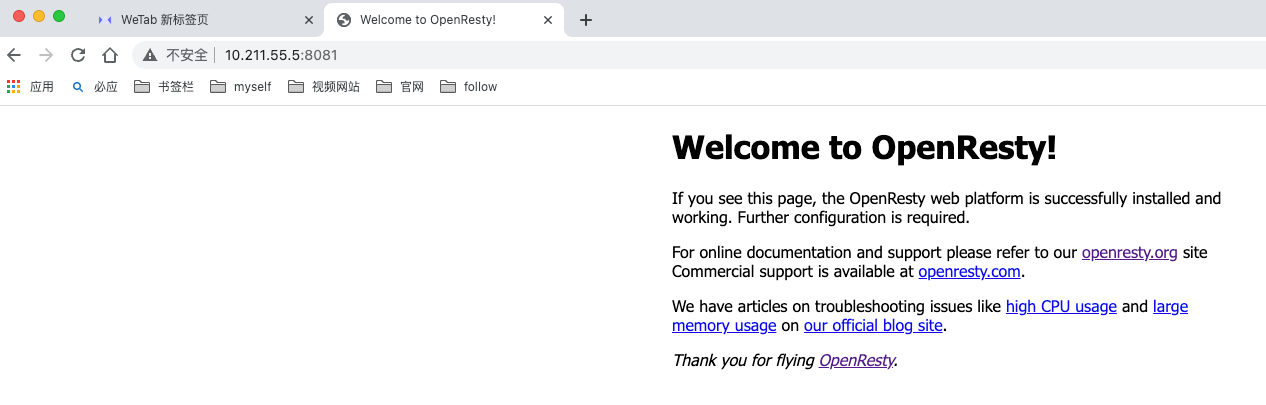 WeTab 新标签页
Welcome to OpenResty!
不安全 10.211.55.5:8081
应用 必应 书签栏 myself 视频网站 官网 follow
Welcome to OpenResty!
If you see this page, the OpenResty web platform is successfully installed and
working. Further configuration is required.
For online documentation and support please refer to our openresty.org site
Commercial support is available at openresty.com.
We have articles on troubleshooting issues like high CPU usage and large
memory usage on our official blog site.
Thank you for flying OpenResty.